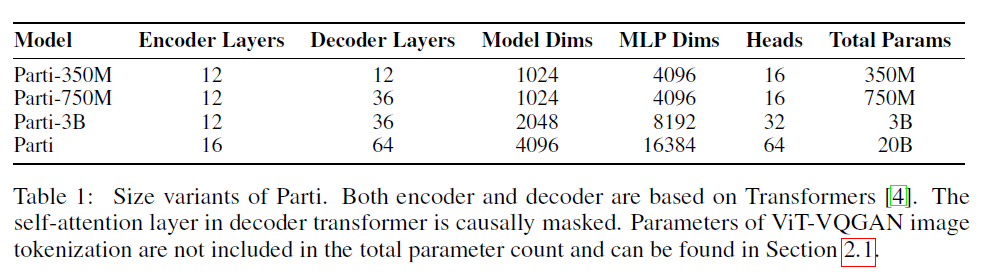 Model Encoder Layers Decoder Layers Model Dims MLP Dims Heads Total Params
Parti-350M 12 12 1024 4096 16 350M
Parti-750M 12 36 1024 4096 16 750M
Parti-3B 12 36 2048 8192 32 3B
Parti 16 64 4096 16384 64 20B
Table 1: Size variants of Parti. Both encoder and decoder are based on Transformers [4]. The
self-attention layer in decoder transformer is causally masked. Parameters of ViT-VQGAN image
tokenization are not included in the total parameter count and can be found in Section 2.1.